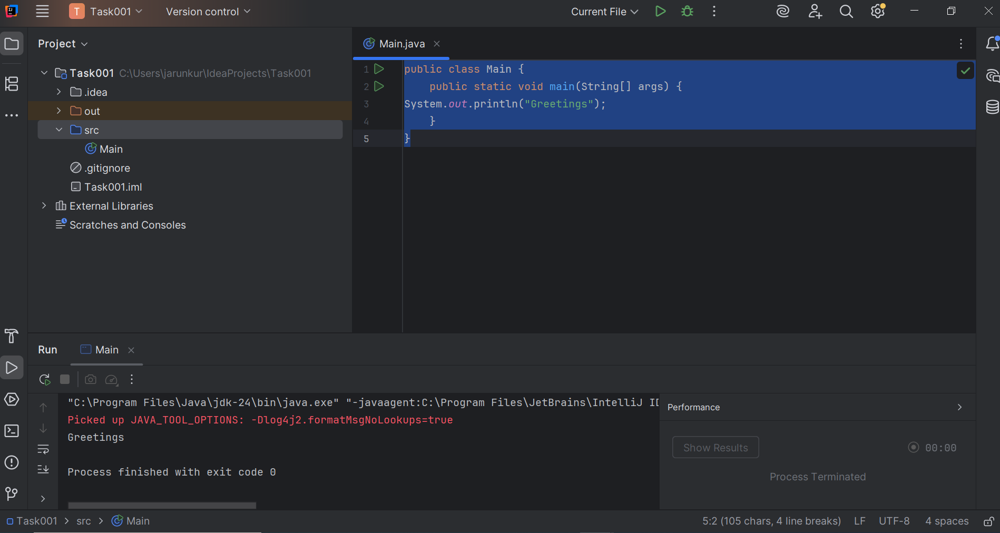 T Task001 Version control Current File
Project
Main.java
Task001 C:\Users\jarunkur\IdeaProjects\Task001
.idea
out
src
Main
.gitignore
Task001.iml
External Libraries
Scratches and Consoles
1 public class Main {
2 public static void main(String[] args) {
3 System.out.println("Greetings");
4 }
5 }
Run Main
"C:\Program Files\Java\jdk-24\bin\java.exe" "-javaagent:C:\Program Files\JetBrains\IntelliJ ID
Picked up JAVA_TOOL_OPTIONS: -Dlog4j2.formatMsgNoLookups=true
Greetings
Process finished with exit code 0
Performance
Show Results 00:00
Process Terminated
Task001 src Main 5:2 (105 chars, 4 line breaks) LF UTF-8 4 spaces